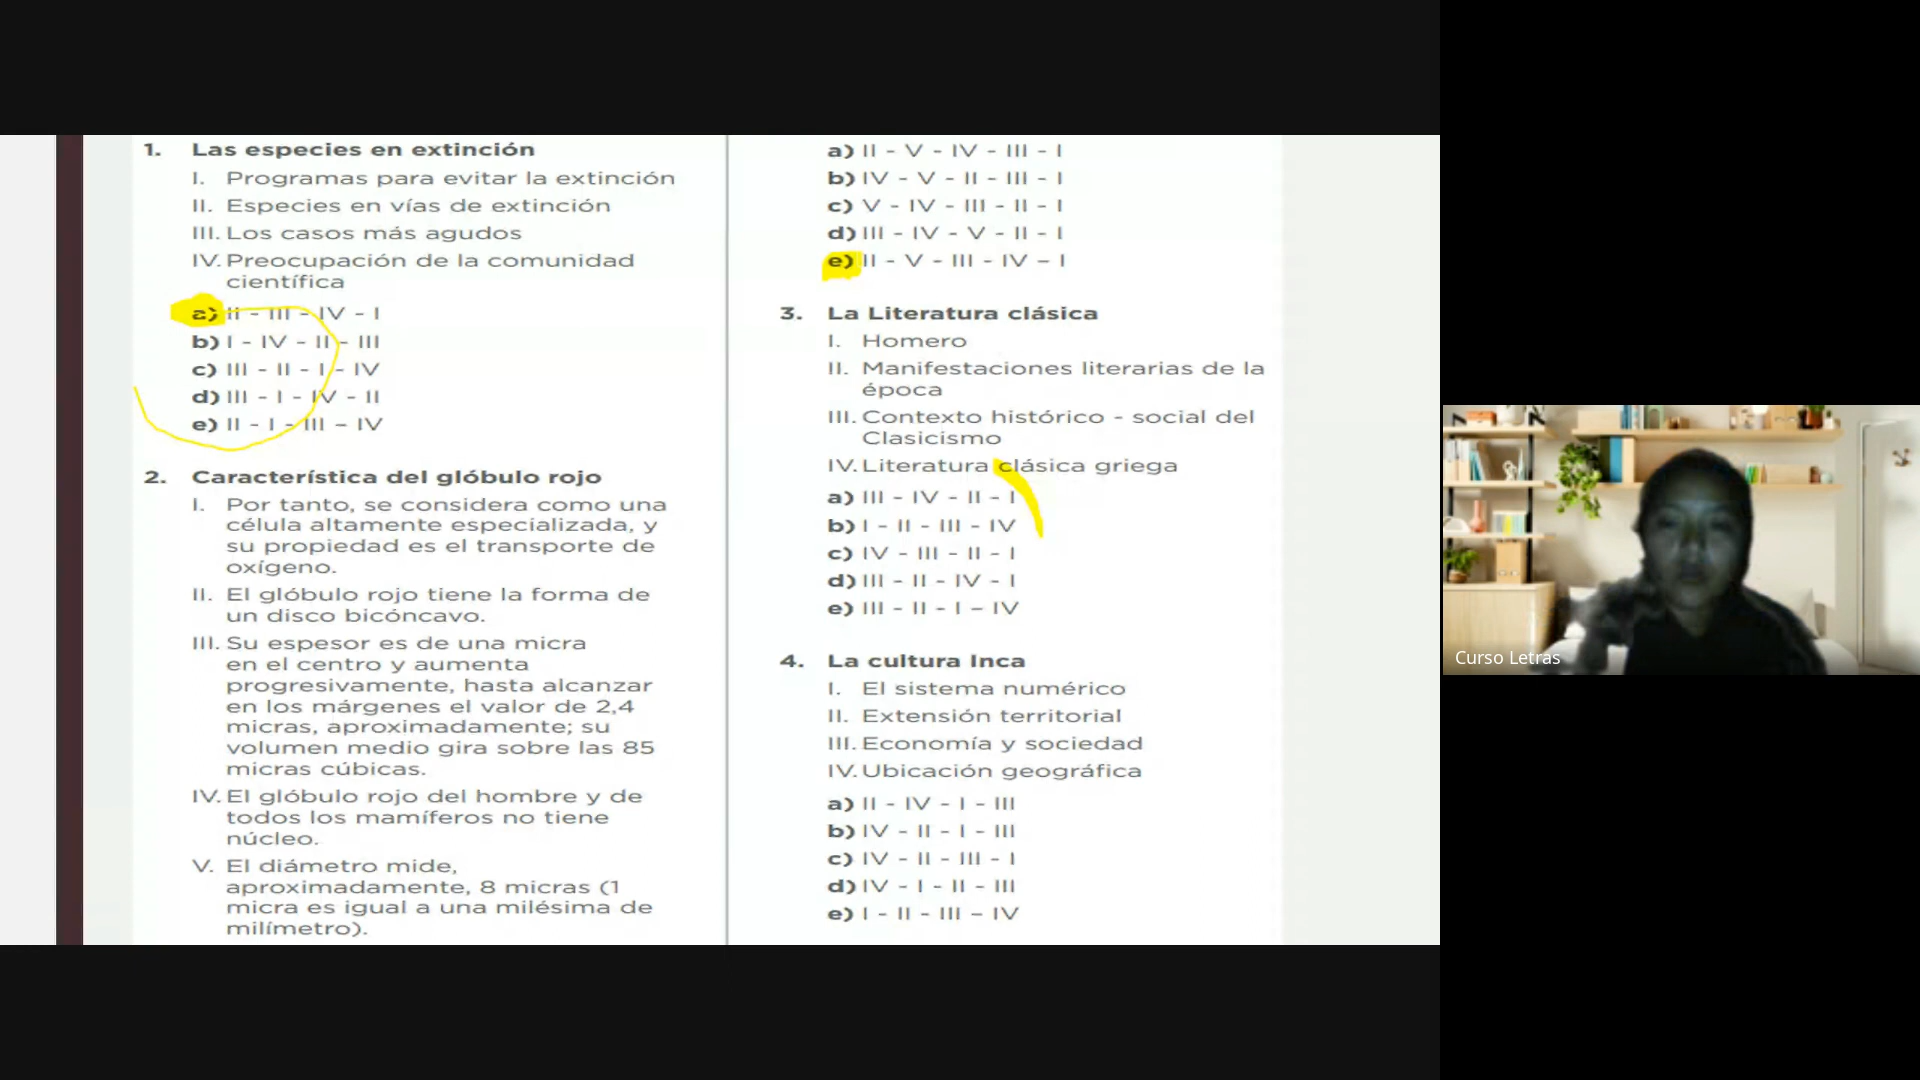 1. Las especies en extinción
I. Programas para evitar la extinción
II. Especies en vías de extinción
III. Los casos más agudos
IV. Preocupación de la comunidad
científica
a) II - III - IV - I
b) I - IV - II - III
c) III - II - I - IV
d) III - I - IV - II
e) II - I - III – IV
2. Característica del glóbulo rojo
I. Por tanto, se considera como una
célula altamente especializada, y
su propiedad es el transporte de
oxígeno.
II. El glóbulo rojo tiene la forma de
un disco bicóncavo.
III. Su espesor es de una micra
en el centro y aumenta
progresivamente, hasta alcanzar
en los márgenes el valor de 2,4
micras, aproximadamente; su
volumen medio gira sobre las 85
micras cúbicas.
IV. El glóbulo rojo del hombre y de
todos los mamíferos no tiene
núcleo.
V. El diámetro mide,
aproximadamente, 8 micras (1
micra es igual a una milésima de
milímetro).
a) II - V - IV - III - I
b) IV - V - II - III - I
c) V - IV - III - II - I
d) III - IV - V - II - I
e) II - V - III - IV – I
3. La Literatura clásica
I. Homero
II. Manifestaciones literarias de la
época
III. Contexto histórico - social del
Clasicismo
IV. Literatura clásica griega
a) III - IV - II - I
b) I - II - III - IV
c) IV - III - II - I
d) III - II - IV - I
e) III - II - I – IV
4. La cultura Inca
I. El sistema numérico
II. Extensión territorial
III. Economía y sociedad
IV. Ubicación geográfica
a) II - IV - I - III
b) IV - II - I - III
c) IV - II - III - I
d) IV - I - II - III
e) I - II - III – IV
Curso Letras